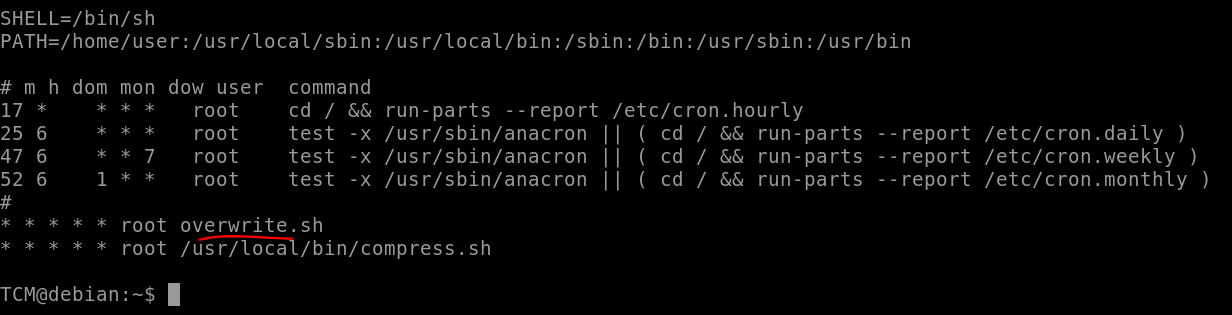 SHELL=/bin/sh
PATH=/home/user:/usr/local/sbin:/usr/local/bin:/sbin:/bin:/usr/sbin:/usr/bin
# m h dom mon dow user  command
17 *    * * *   root    cd / && run-parts --report /etc/cron.hourly
25 6    * * *   root    test -x /usr/sbin/anacron || ( cd / && run-parts --report /etc/cron.daily )
47 6    * * 7   root    test -x /usr/sbin/anacron || ( cd / && run-parts --report /etc/cron.weekly )
52 6    1 * *   root    test -x /usr/sbin/anacron || ( cd / && run-parts --report /etc/cron.monthly )
#
* * * * * root overwrite.sh
* * * * * root /usr/local/bin/compress.sh
TCM@debian:~$